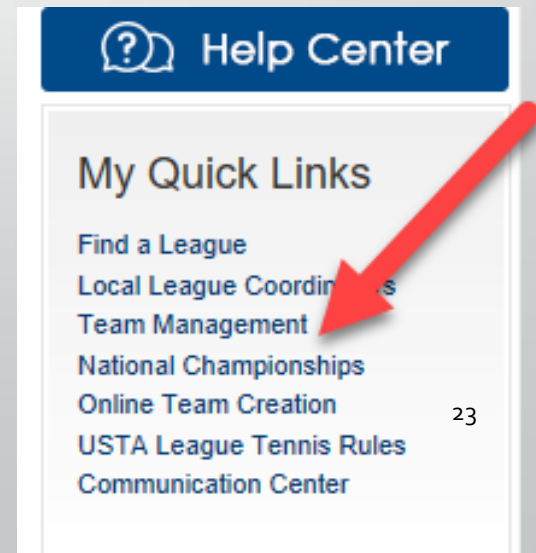 Help Center
My Quick Links
Find a League
Local League
Team Management
National Championships
Online Team Creation
23
USTA League Tennis Rules
Communication Center